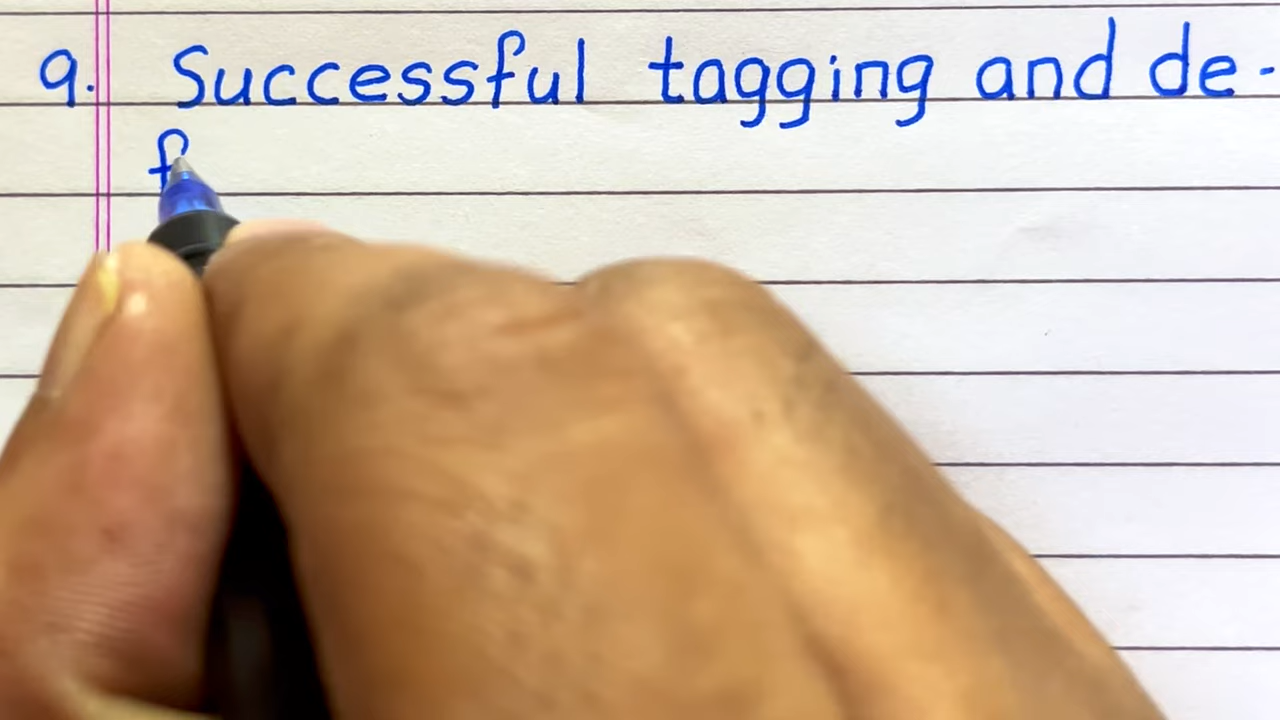 9. Successful tagging and de-
f